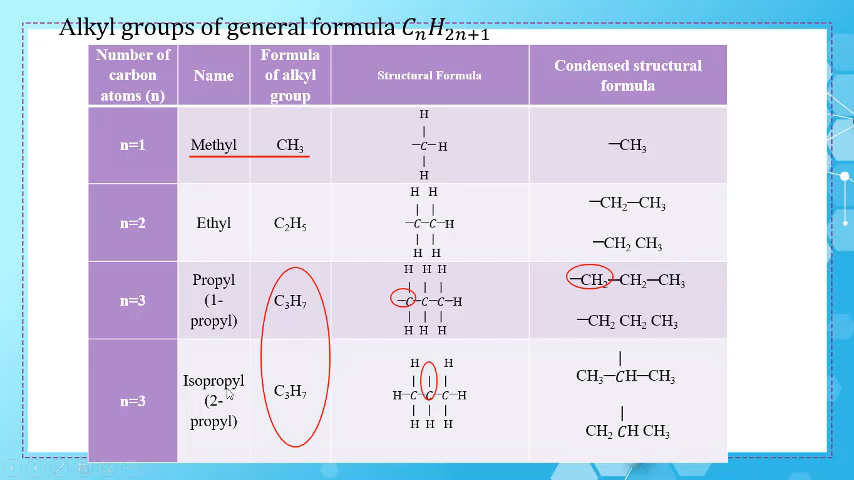 Alkyl groups of general formula CₙH₂ₙ₊₁
Number of carbon atoms (n) | Name | Formula of alkyl group | Structural Formula | Condensed structural formula
n=1
Methyl
CH₃
H
|
—C—H
|
H
—CH₃
n=2
Ethyl
C₂H₅
H H
| |
—C—C—H
| |
H H
—CH₂—CH₃
—CH₂ CH₃
n=3
Propyl
(1-
propyl)
C₃H₇
H H H
| | |
—C—C—C—H
| | |
H H H
—CH₂—CH₂—CH₃
—CH₂ CH₂ CH₃
n=3
Isopropyl
(2-
propyl)
C₃H₇
H H
| | |
H—C—C—C—H
| | |
H H H
|
CH₃—CH—CH₃
|
CH₂ CH CH₃